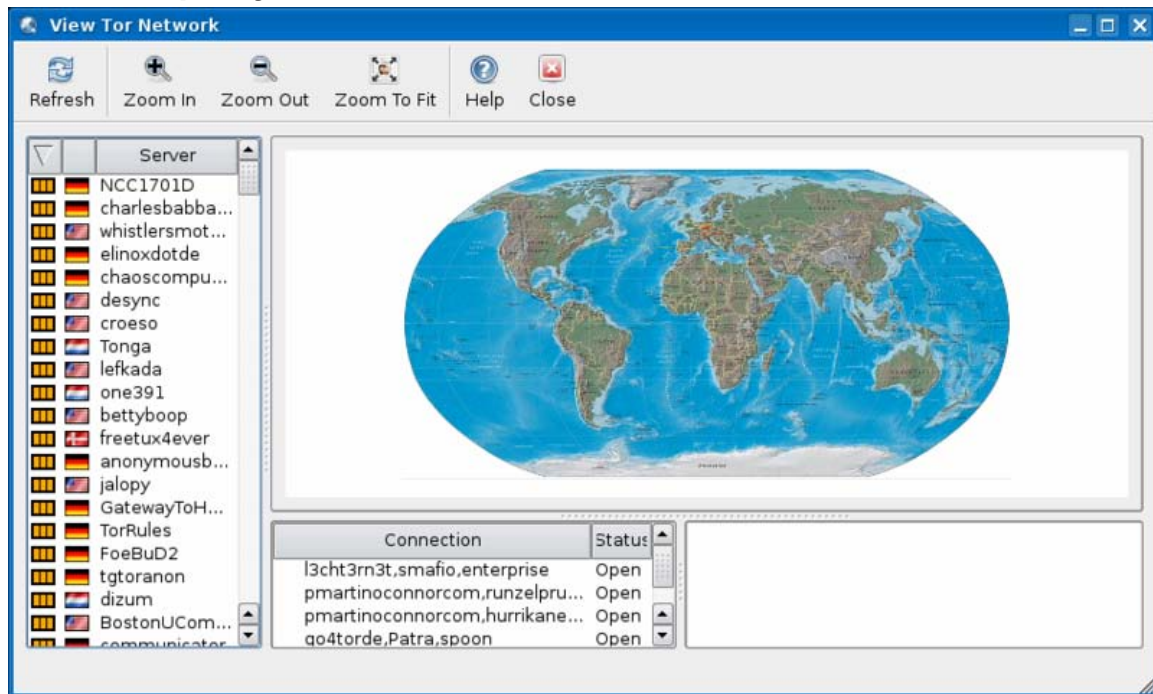 View Tor Network
Refresh Zoom In Zoom Out Zoom To Fit Help Close
Server
NCC1701D
charlesbabba...
whistlersmot...
elinoxdotde
chaoscompu...
desync
croeso
Tonga
lefkada
one391
bettyboop
freetux4ever
anonymousb...
jalopy
GatewayToH...
TorRules
FoeBuD2
tgtoranon
dizum
BostonUCom...
communicator
Connection Status
l3cht3rn3t,smafio,enterprise Open
pmartinoconnorcom,runzelpru... Open
pmartinoconnorcom,hurrikane... Open
go4torde,Patra,spoon Open